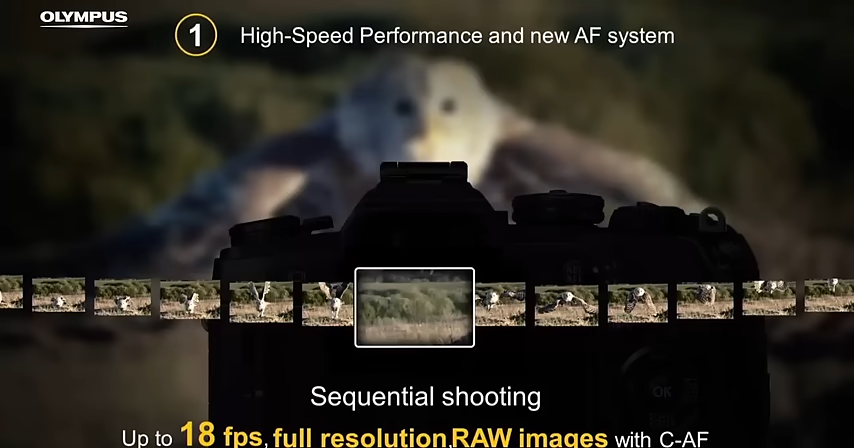 OLYMPUS
1 High-Speed Performance and new AF system
OK
Sequential shooting
Up to 18 fps, full resolution,RAW images with C-AF